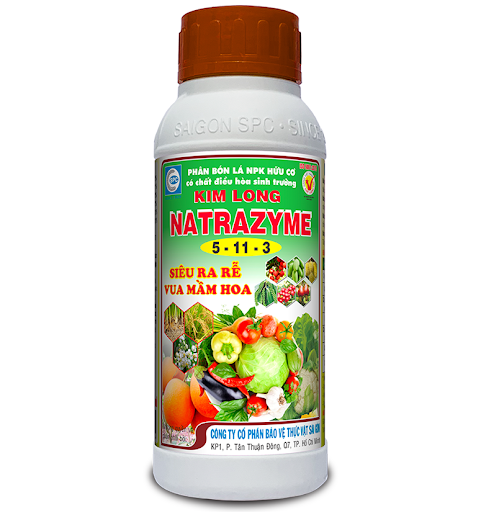 SAIGON SPC • SINCE
PHÂN BÓN LÁ NPK HỮU CƠ
có chất điều hòa sinh trưởng
SPC
KIM LONG
NATRAZYME
5 - 11 - 3
SIÊU RA RỄ
VUA MẦM HOA
CÔNG TY CỔ PHẦN BẢO VỆ THỰC VẬT SÀI GÒN
KP1, P. Tân Thuận Đông, Q7, TP. Hồ Chí Minh